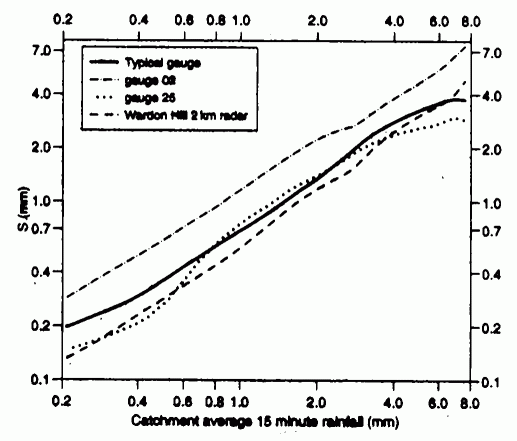 0.2 0.4 0.6 0.8 1.0 2.0 4.0 6.0 8.0
Typical gauge
gauge 02
gauge 25
Wardon Hill 2 km radar
7.0 7.0
4.0 4.0
2.0 2.0
1.0 1.0
0.7 0.7
0.4 0.4
0.2 0.2
0.1 0.1
S (mm)
0.2 0.4 0.6 0.8 1.0 2.0 4.0 6.0 8.0
Catchment average 15 minute rainfall (mm)